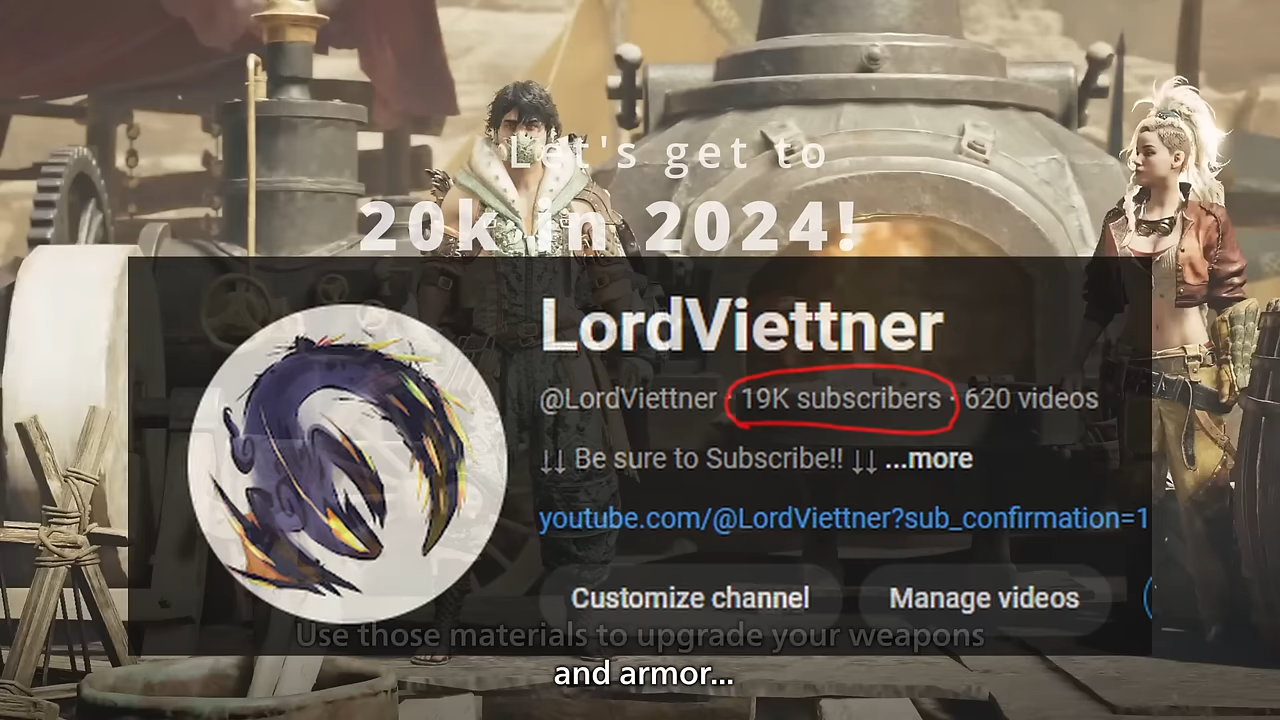 Let's get to
20k in 2024!
LordViettner
@LordViettner · 19K subscribers · 620 videos
↓↓ Be sure to Subscribe!! ↓↓ ...more
youtube.com/@LordViettner?sub_confirmation=1
Customize channel Manage videos
Use those materials to upgrade your weapons
and armor...